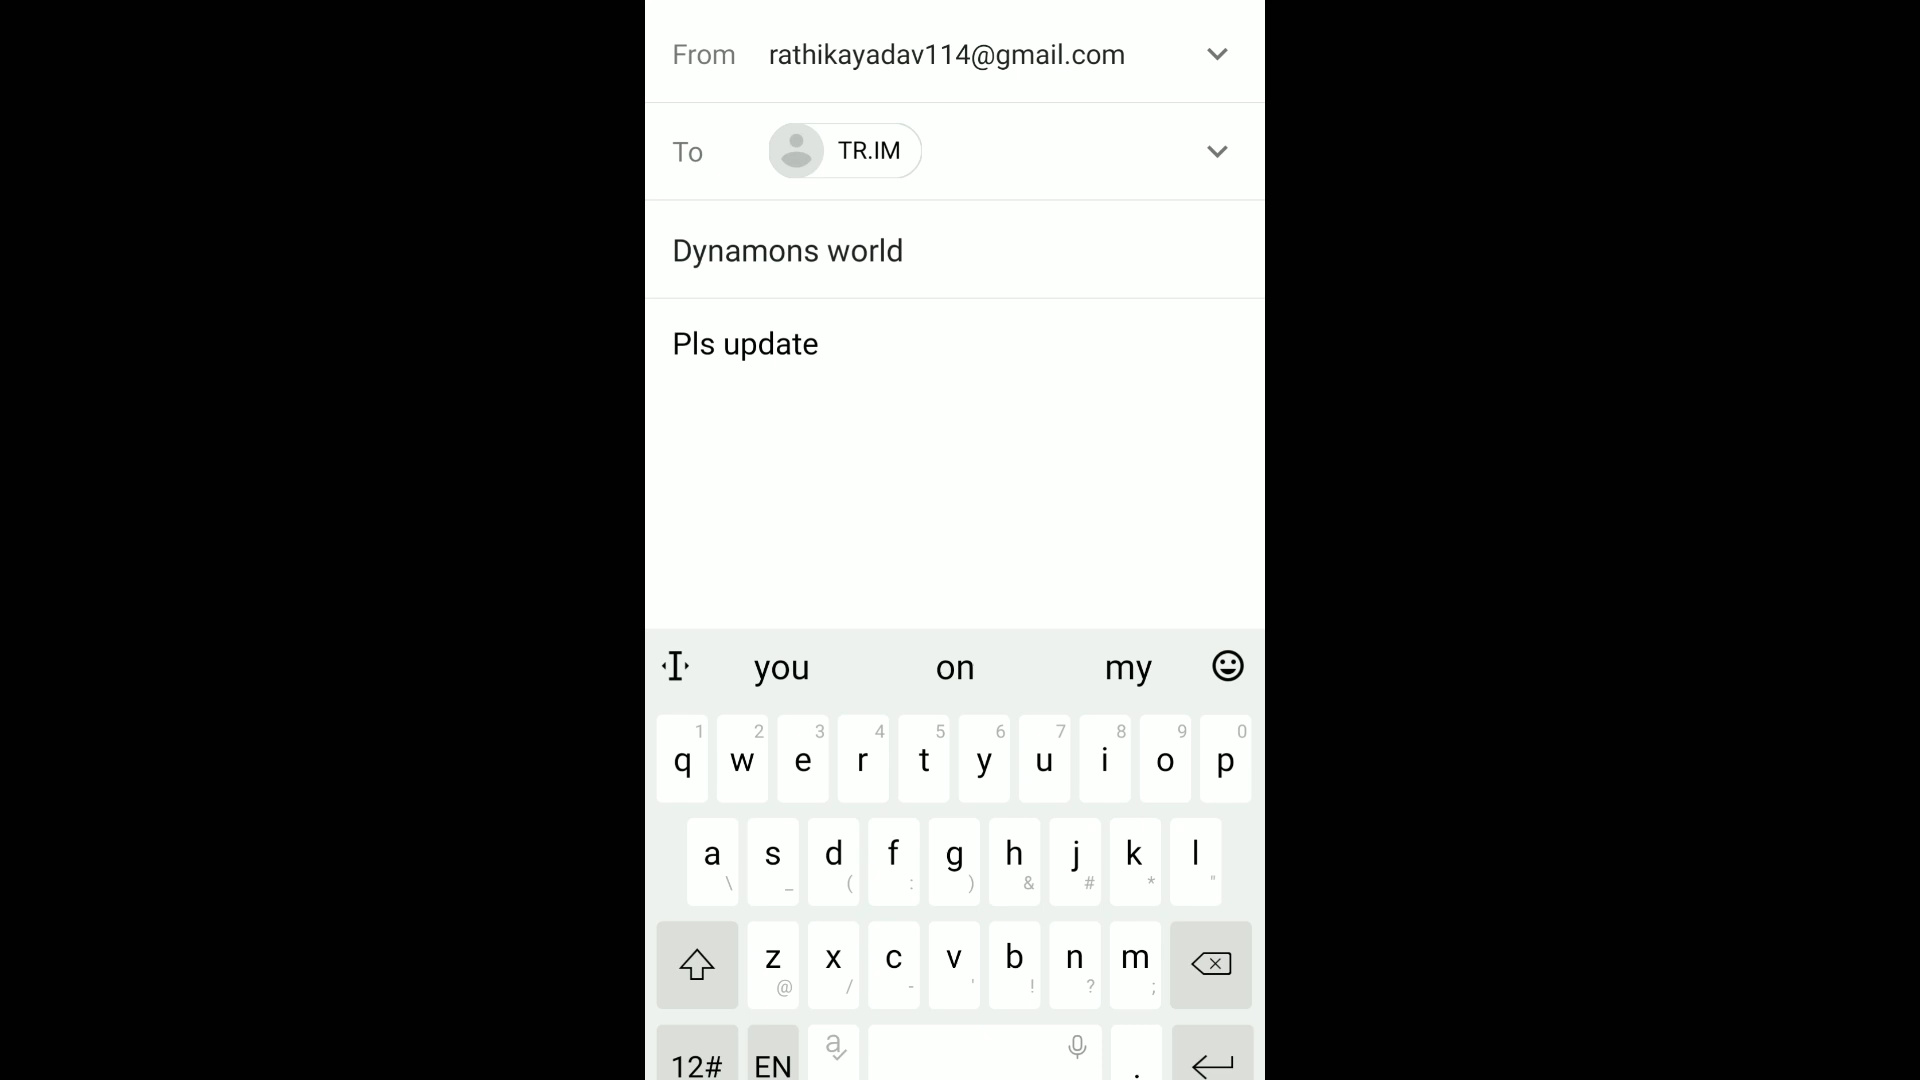 From rathikayadav114@gmail.com
To TR.IM
Dynamons world
Pls update
you on my
1 2 3 4 5 6 7 8 9 0
q w e r t y u i o p
a s d f g h j k l
\ _ ( : ) & # * "
z x c v b n m
@ / - ' ! ? ;
12# EN a .